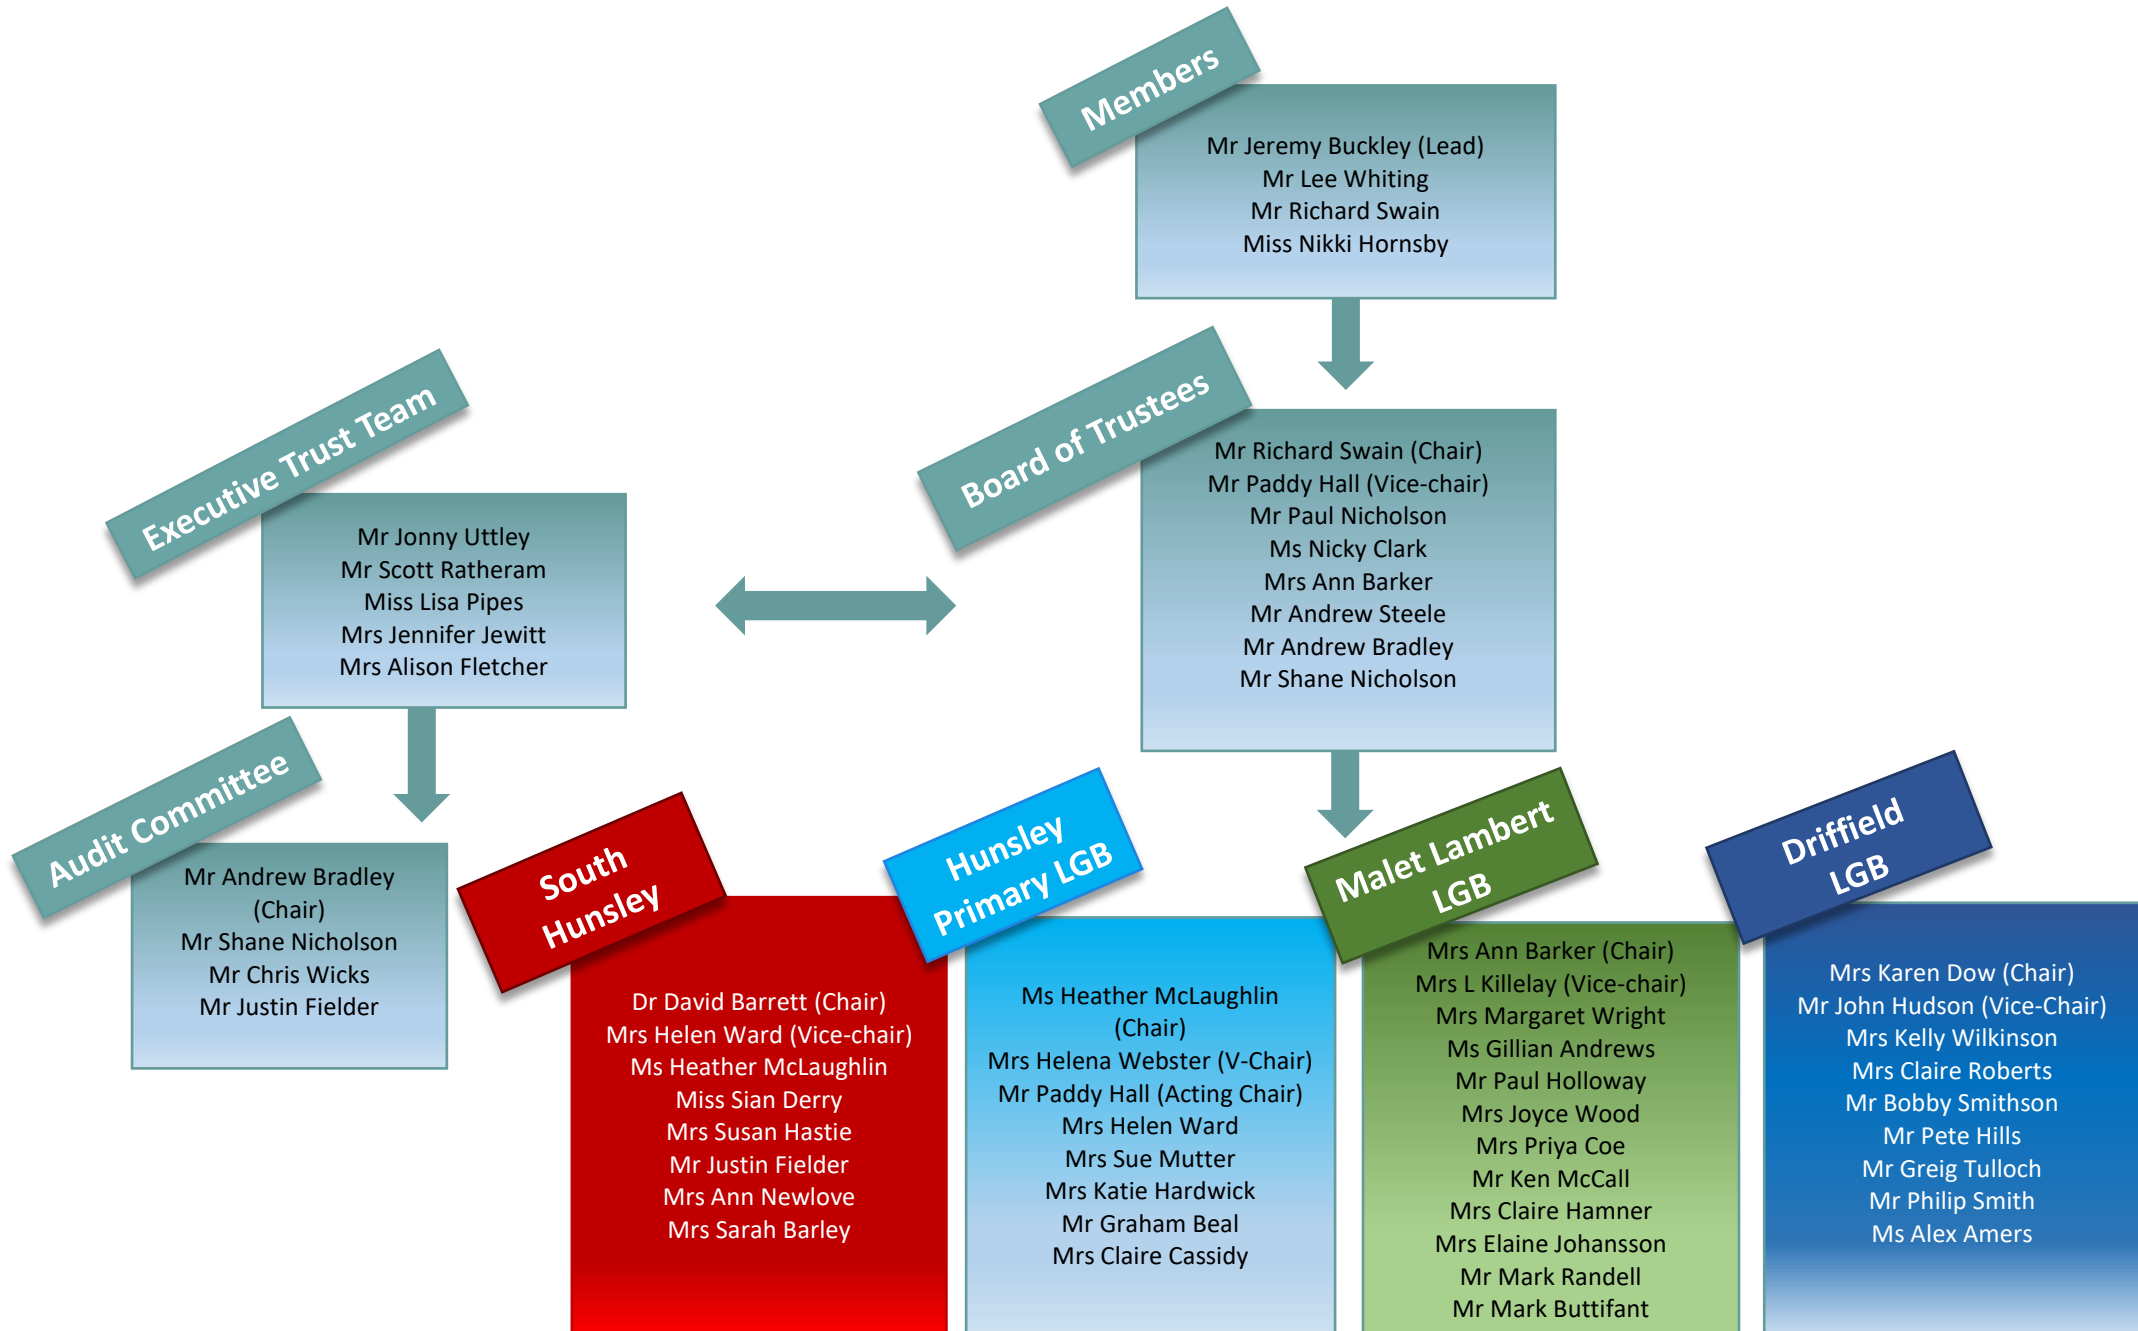 Members
Mr Jeremy Buckley (Lead)
Mr Lee Whiting
Mr Richard Swain
Miss Nikki Hornsby
Executive Trust Team
Mr Jonny Uttley
Mr Scott Ratheram
Miss Lisa Pipes
Mrs Jennifer Jewitt
Mrs Alison Fletcher
Board of Trustees
Mr Richard Swain (Chair)
Mr Paddy Hall (Vice-chair)
Mr Paul Nicholson
Ms Nicky Clark
Mrs Ann Barker
Mr Andrew Steele
Mr Andrew Bradley
Mr Shane Nicholson
Audit Committee
Mr Andrew Bradley
(Chair)
Mr Shane Nicholson
Mr Chris Wicks
Mr Justin Fielder
South
Hunsley
Dr David Barrett (Chair)
Mrs Helen Ward (Vice-chair)
Ms Heather McLaughlin
Miss Sian Derry
Mrs Susan Hastie
Mr Justin Fielder
Mrs Ann Newlove
Mrs Sarah Barley
Hunsley
Primary LGB
Ms Heather McLaughlin
(Chair)
Mrs Helena Webster (V-Chair)
Mr Paddy Hall (Acting Chair)
Mrs Helen Ward
Mrs Sue Mutter
Mrs Katie Hardwick
Mr Graham Beal
Mrs Claire Cassidy
Malet Lambert
LGB
Mrs Ann Barker (Chair)
Mrs L Killelay (Vice-chair)
Mrs Margaret Wright
Ms Gillian Andrews
Mr Paul Holloway
Mrs Joyce Wood
Mrs Priya Coe
Mr Ken McCall
Mrs Claire Hamner
Mrs Elaine Johansson
Mr Mark Randell
Mr Mark Buttifant
Driffield
LGB
Mrs Karen Dow (Chair)
Mr John Hudson (Vice-Chair)
Mrs Kelly Wilkinson
Mrs Claire Roberts
Mr Bobby Smithson
Mr Pete Hills
Mr Greig Tulloch
Mr Philip Smith
Ms Alex Amers